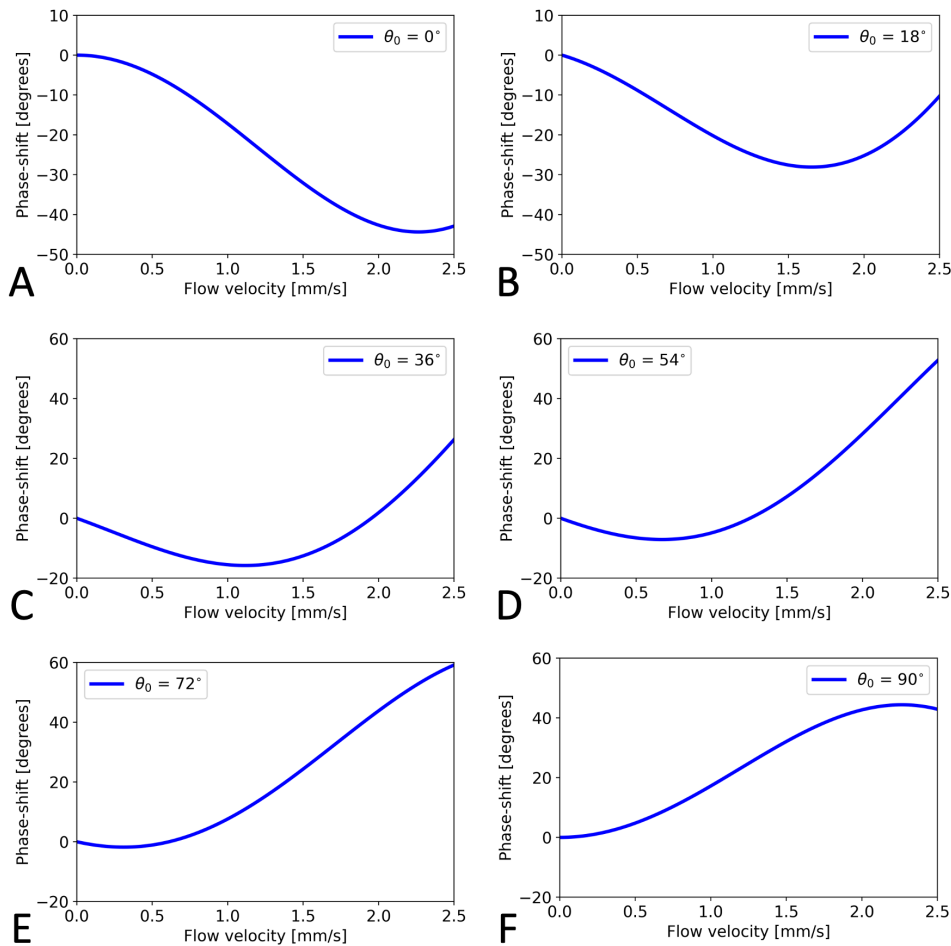 θ₀ = 0°
10
0
−10
−20
−30
−40
−50
Phase-shift [degrees]
0.0 0.5 1.0 1.5 2.0 2.5
Flow velocity [mm/s]
A
θ₀ = 18°
10
0
−10
−20
−30
−40
−50
Phase-shift [degrees]
0.0 0.5 1.0 1.5 2.0 2.5
Flow velocity [mm/s]
B
θ₀ = 36°
60
40
20
0
−20
Phase-shift [degrees]
0.0 0.5 1.0 1.5 2.0 2.5
Flow velocity [mm/s]
C
θ₀ = 54°
60
40
20
0
−20
Phase-shift [degrees]
0.0 0.5 1.0 1.5 2.0 2.5
Flow velocity [mm/s]
D
θ₀ = 72°
60
40
20
0
−20
Phase-shift [degrees]
0.0 0.5 1.0 1.5 2.0 2.5
Flow velocity [mm/s]
E
θ₀ = 90°
60
40
20
0
−20
Phase-shift [degrees]
0.0 0.5 1.0 1.5 2.0 2.5
Flow velocity [mm/s]
F